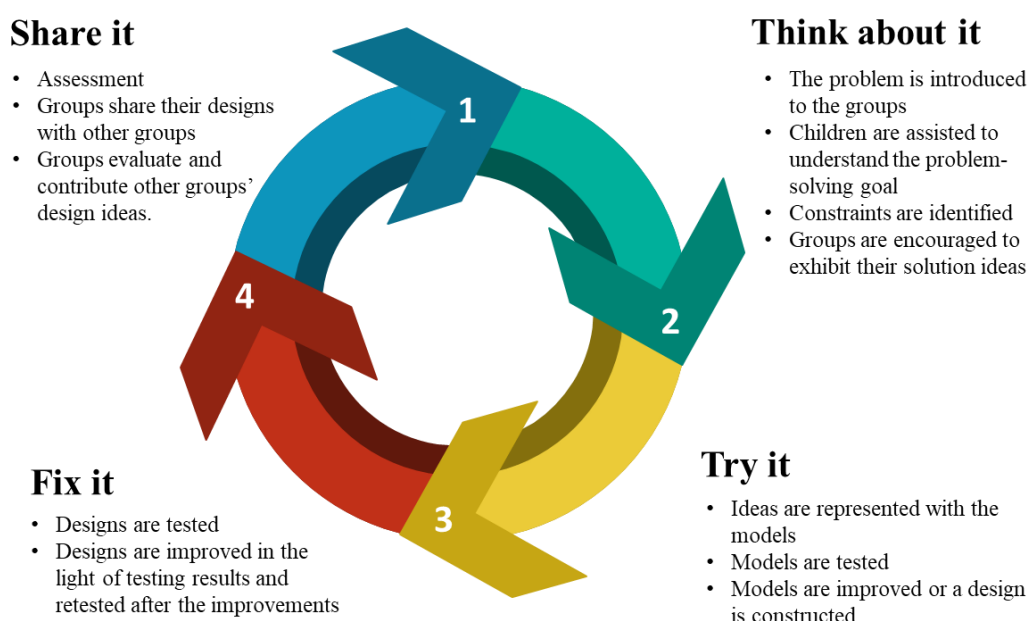 Share it
• Assessment
• Groups share their designs
with other groups
• Groups evaluate and
contribute other groups’
design ideas.
Think about it
• The problem is introduced
to the groups
• Children are assisted to
understand the problem-
solving goal
• Constraints are identified
• Groups are encouraged to
exhibit their solution ideas
1
2
3
4
Fix it
• Designs are tested
• Designs are improved in the
light of testing results and
retested after the improvements
Try it
• Ideas are represented with the
models
• Models are tested
• Models are improved or a design
is constructed